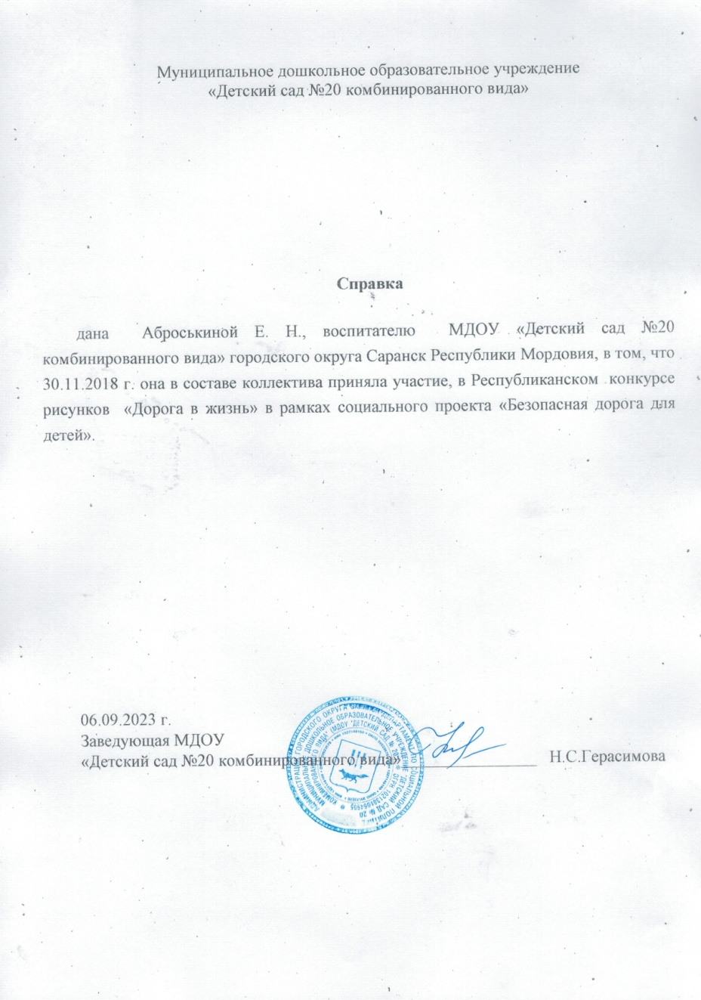 Муниципальное дошкольное образовательное учреждение
«Детский сад №20 комбинированного вида»
Справка
дана Аброськиной Е. Н., воспитателю МДОУ «Детский сад №20
комбинированного вида» городского округа Саранск Республики Мордовия, в том, что
30.11.2018 г. она в составе коллектива приняла участие, в Республиканском конкурсе
рисунков «Дорога в жизнь» в рамках социального проекта «Безопасная дорога для
детей».
06.09.2023 г.
Заведующая МДОУ
«Детский сад №20 комбинированного вида» Н.С.Герасимова